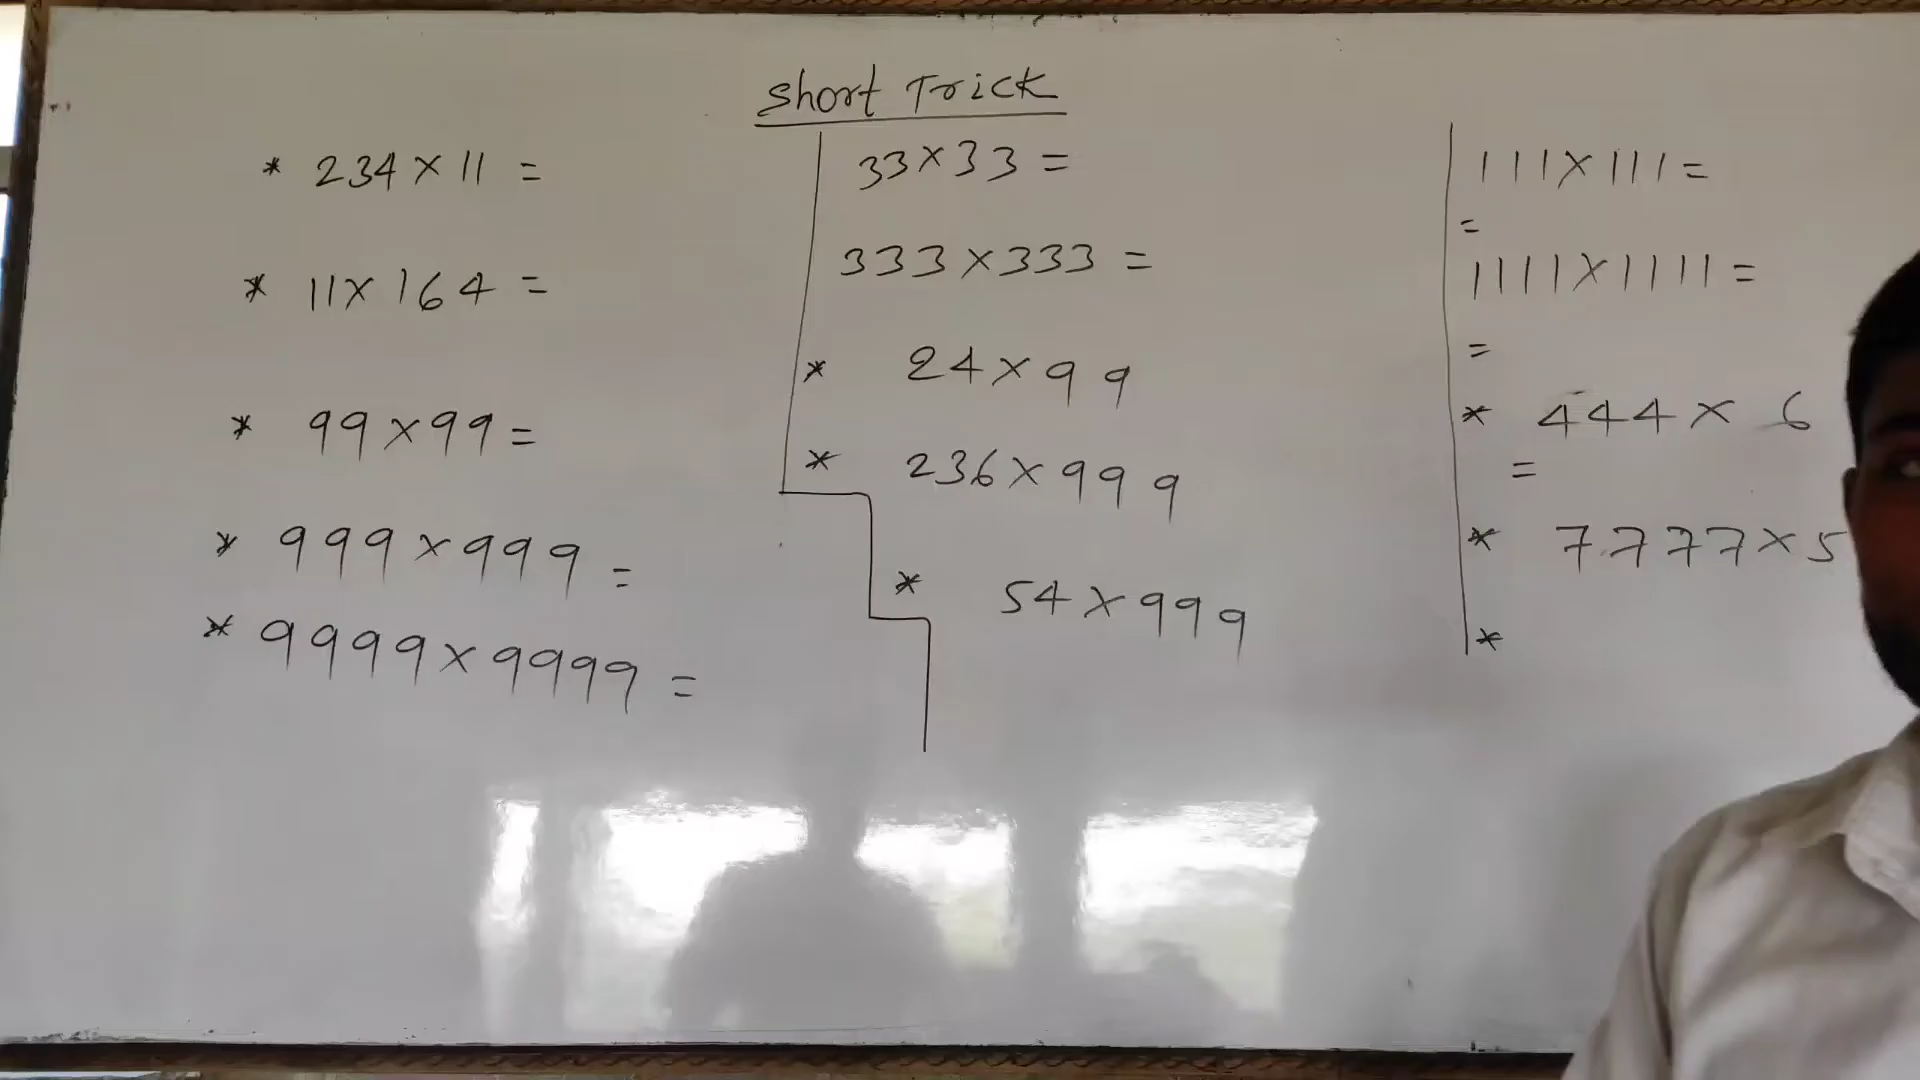 Short Trick
* 234 × 11 =
* 11 × 164 =
* 99 × 99 =
* 999 × 999 =
* 9999 × 9999 =
33 × 33 =
333 × 333 =
* 24 × 99
* 236 × 999
* 54 × 999
111 × 111 =
=
1111 × 1111 =
=
* 444 × 6
=
* 7777 × 5
*